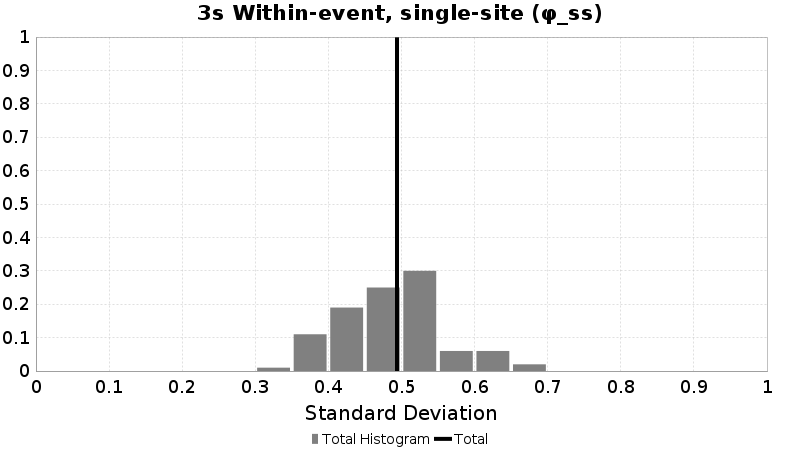 3s Within-event, single-site (φ_ss)
1
0.9
0.8
0.7
0.6
0.5
0.4
0.3
0.2
0.1
0
0 0.1 0.2 0.3 0.4 0.5 0.6 0.7 0.8 0.9 1
Standard Deviation
Total Histogram Total